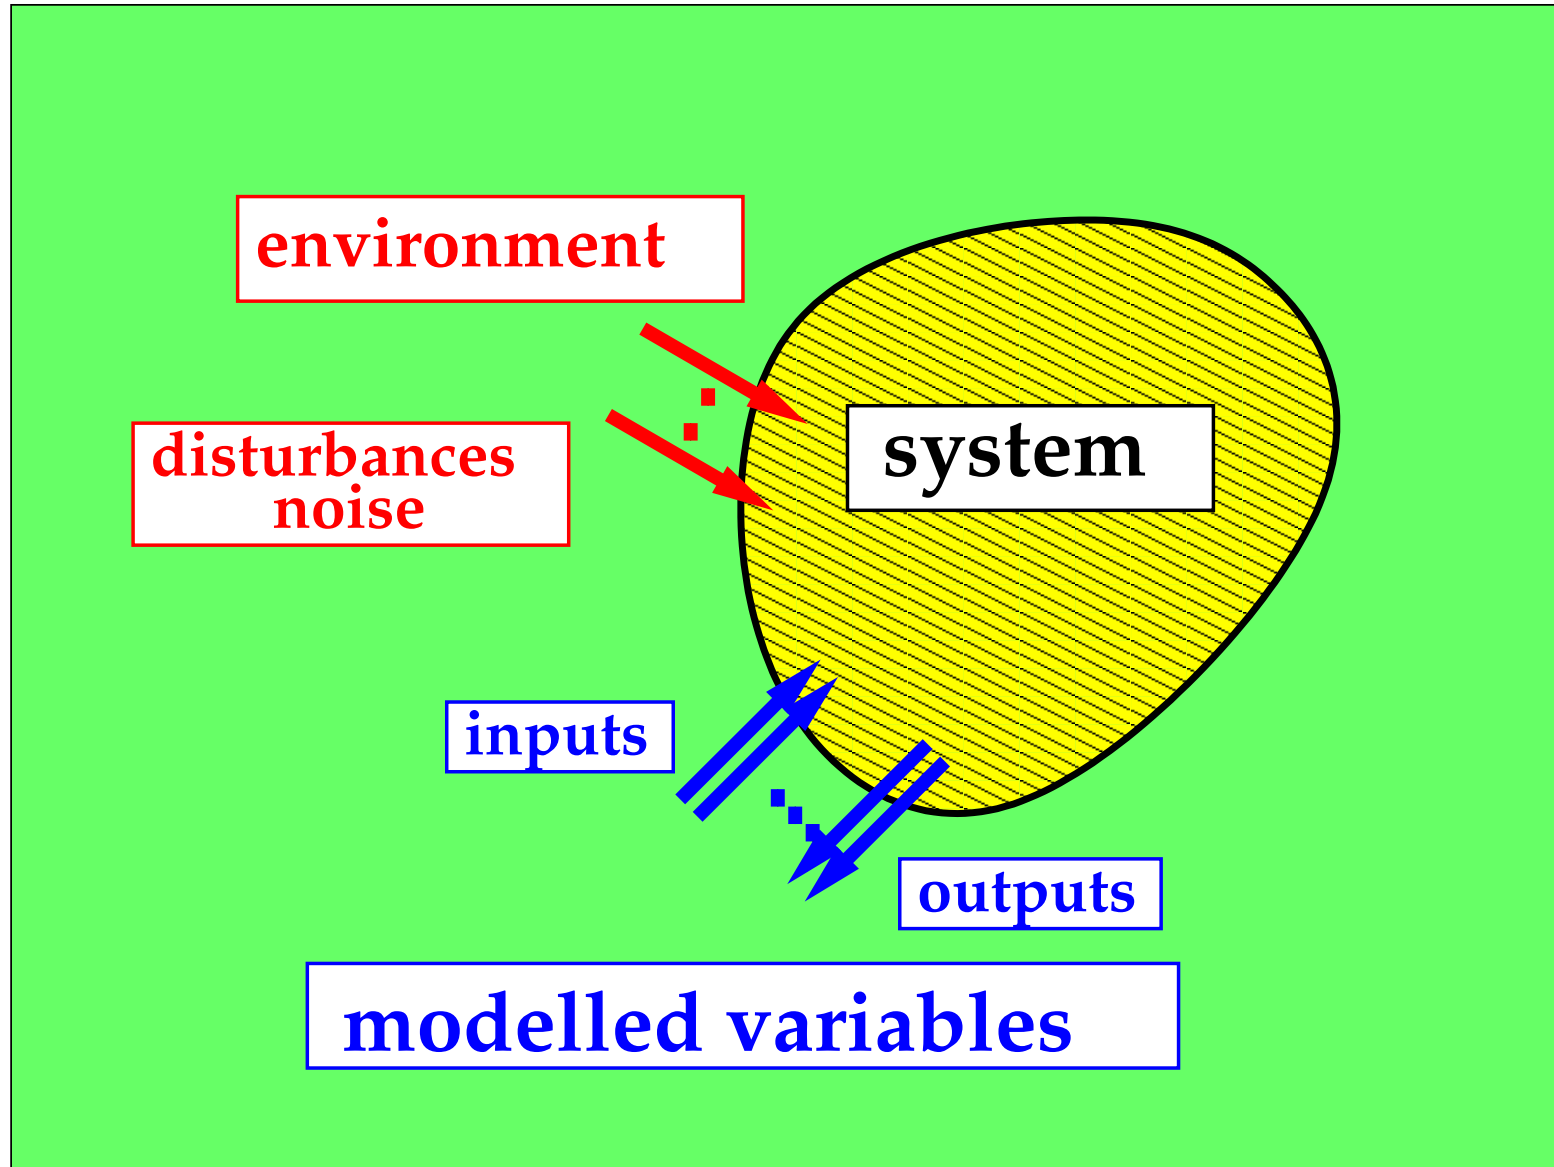 environment
disturbances
noise
system
inputs
outputs
modelled variables